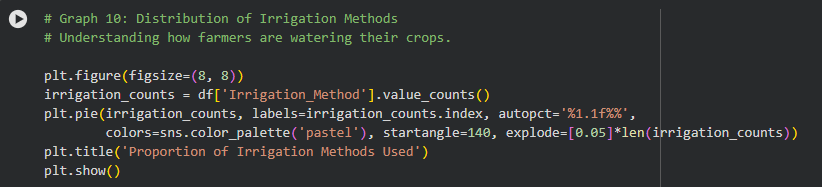 # Graph 10: Distribution of Irrigation Methods
# Understanding how farmers are watering their crops.

plt.figure(figsize=(8, 8))
irrigation_counts = df['Irrigation_Method'].value_counts()
plt.pie(irrigation_counts, labels=irrigation_counts.index, autopct='%1.1f%%',
        colors=sns.color_palette('pastel'), startangle=140, explode=[0.05]*len(irrigation_counts))
plt.title('Proportion of Irrigation Methods Used')
plt.show()